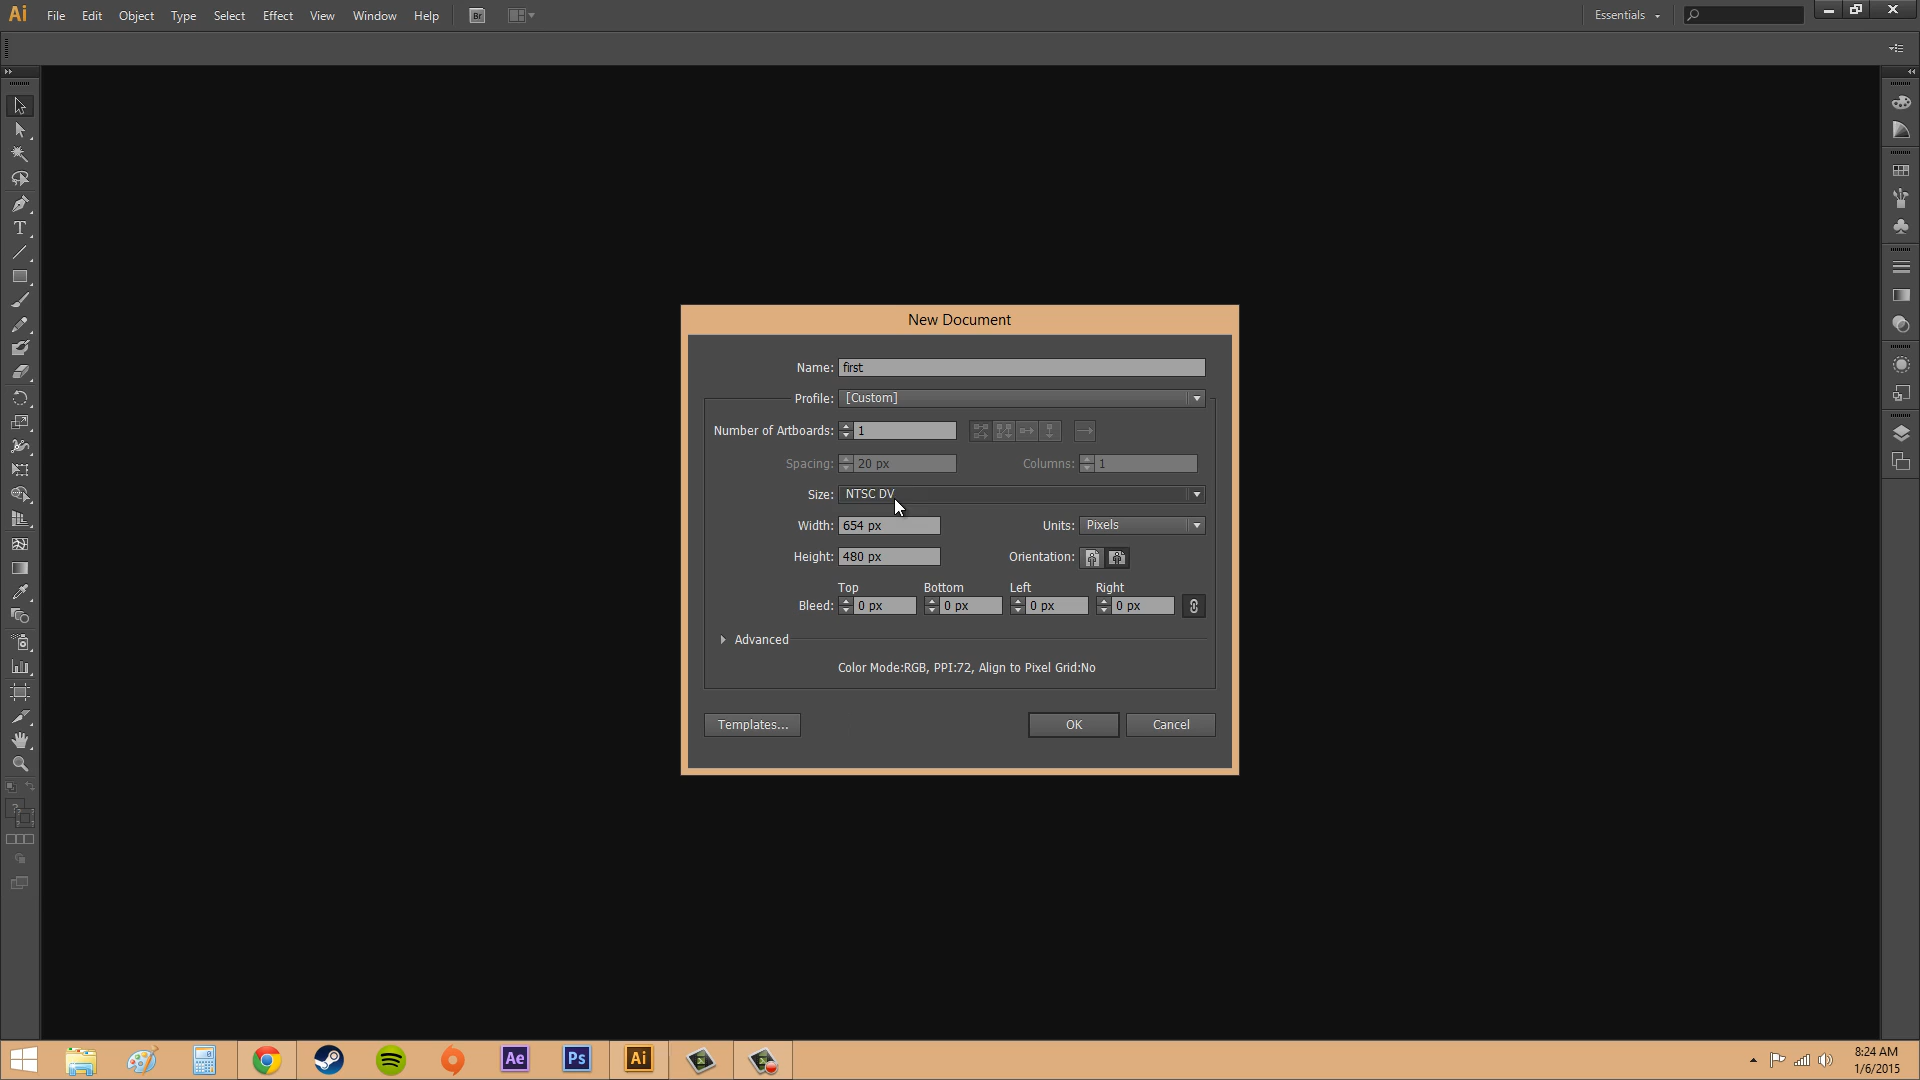 Ai File Edit Object Type Select Effect View Window Help Br Essentials
New Document
Name: first
Profile: [Custom]
Number of Artboards: 1
Spacing: 20 px Columns: 1
Size: NTSC DV
Width: 654 px Units: Pixels
Height: 480 px Orientation:
Top Bottom Left Right
Bleed: 0 px 0 px 0 px 0 px
Advanced
Color Mode:RGB, PPI:72, Align to Pixel Grid:No
Templates... OK Cancel
Ae Ps Ai
8:24 AM
1/6/2015